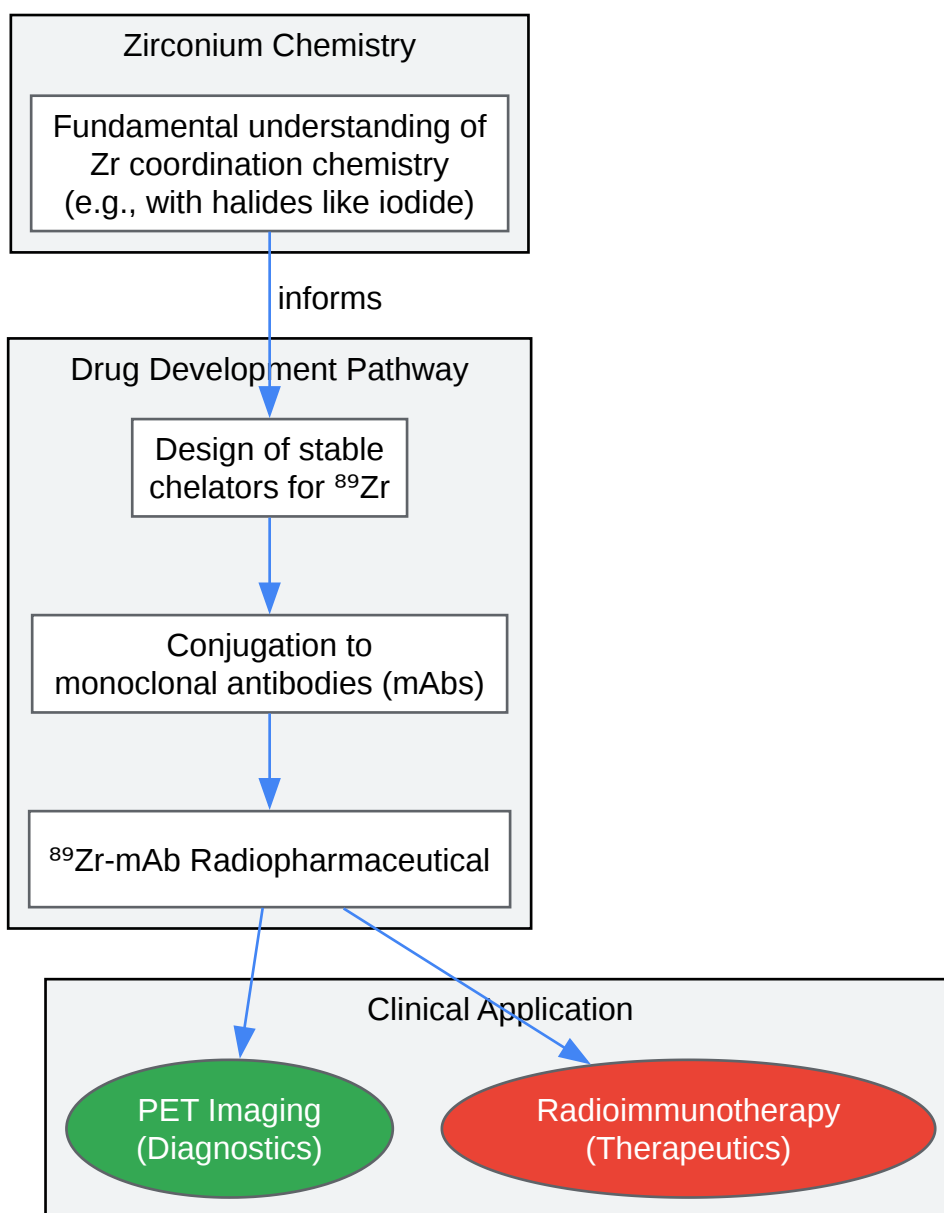 Zirconium Chemistry
Fundamental understanding of
Zr coordination chemistry
(e.g., with halides like iodide)
informs
Drug Development Pathway
Design of stable
chelators for ⁸⁹Zr
Conjugation to
monoclonal antibodies (mAbs)
⁸⁹Zr-mAb Radiopharmaceutical
Clinical Application
PET Imaging
(Diagnostics)
Radioimmunotherapy
(Therapeutics)